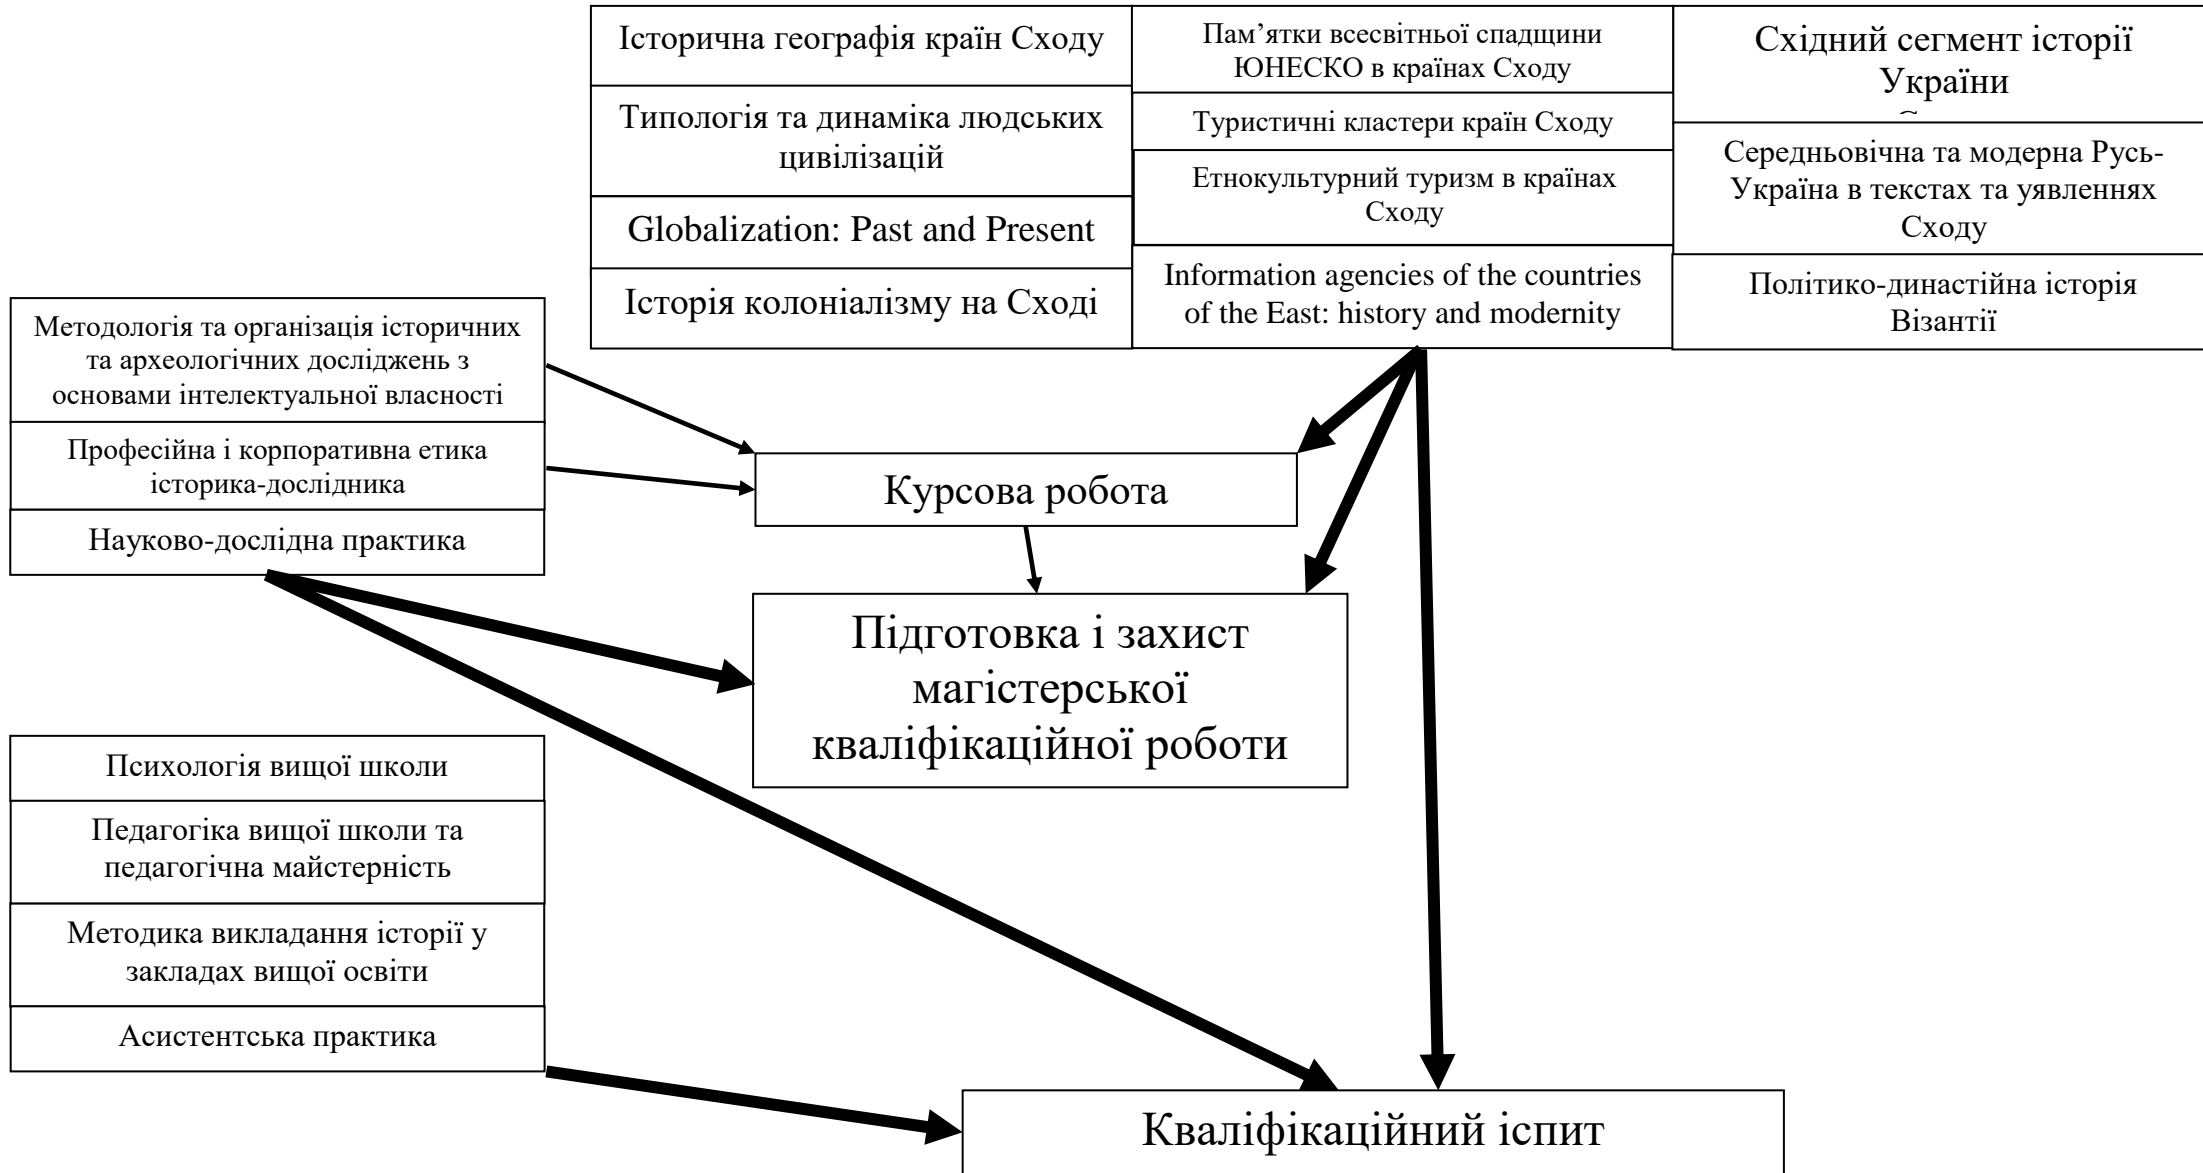 Історична географія країн Сходу
Типологія та динаміка людських
цивілізацій
Globalization: Past and Present
Історія колоніалізму на Сході
Пам’ятки всесвітньої спадщини
ЮНЕСКО в країнах Сходу
Туристичні кластери країн Сходу
Етнокультурний туризм в країнах
Сходу
Information agencies of the countries
of the East: history and modernity
Східний сегмент історії
України
Середньовічна та модерна Русь-
Україна в текстах та уявленнях
Сходу
Політико-династійна історія
Візантії
Методологія та організація історичних
та археологічних досліджень з
основами інтелектуальної власності
Професійна і корпоративна етика
історика-дослідника
Науково-дослідна практика
Курсова робота
Підготовка і захист
магістерської
кваліфікаційної роботи
Психологія вищої школи
Педагогіка вищої школи та
педагогічна майстерність
Методика викладання історії у
закладах вищої освіти
Асистентська практика
Кваліфікаційний іспит